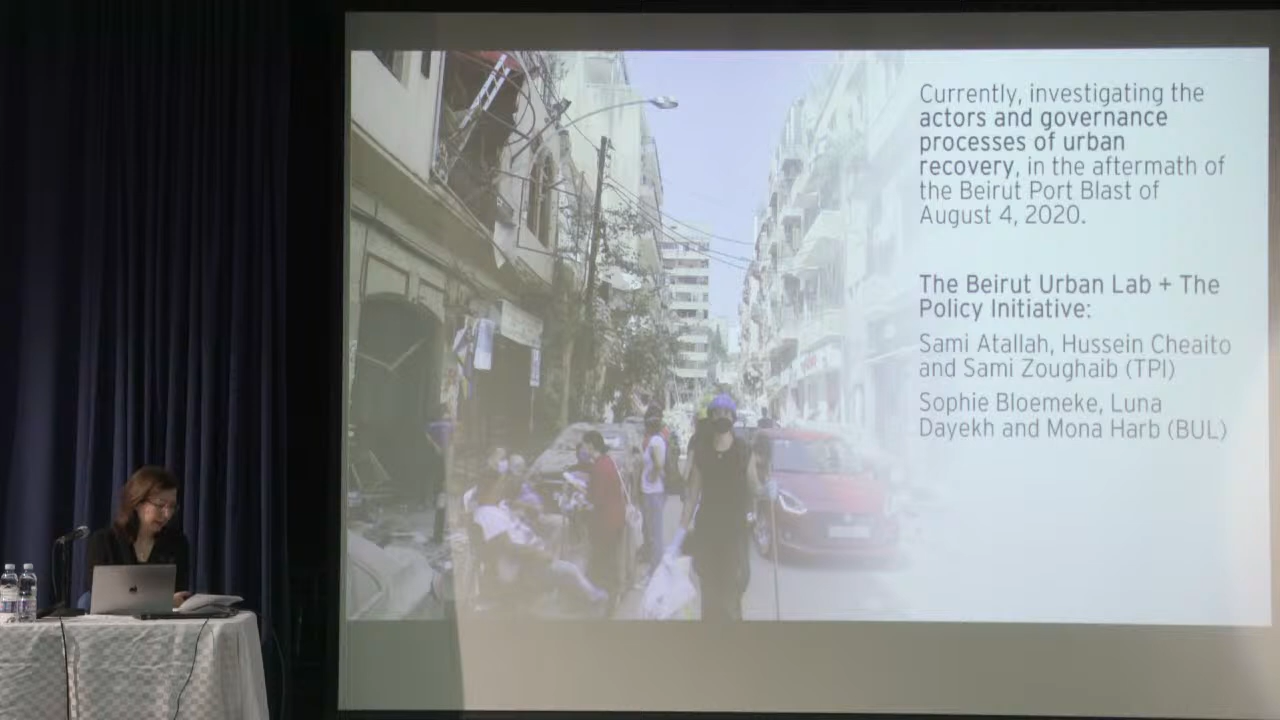 Currently, investigating the
actors and governance
processes of urban
recovery, in the aftermath of
the Beirut Port Blast of
August 4, 2020.
The Beirut Urban Lab + The
Policy Initiative:
Sami Atallah, Hussein Cheaito
and Sami Zoughaib (TPI)
Sophie Bloemeke, Luna
Dayekh and Mona Harb (BUL)